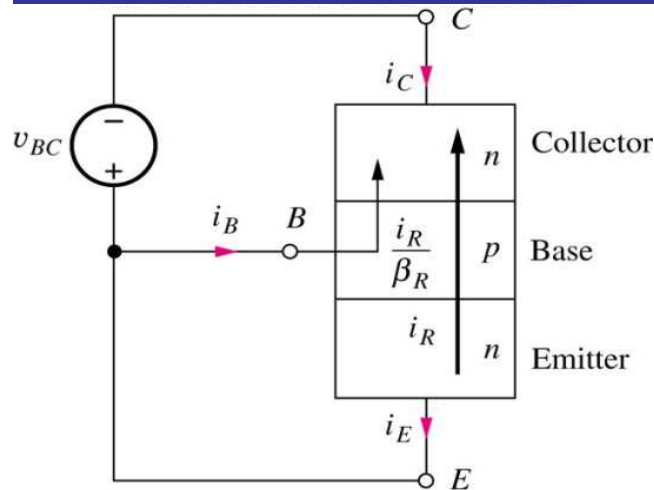 C
i_C
−
v_BC
+
n
Collector
i_B
B
i_R
β_R
p
Base
i_R
n
Emitter
i_E
E